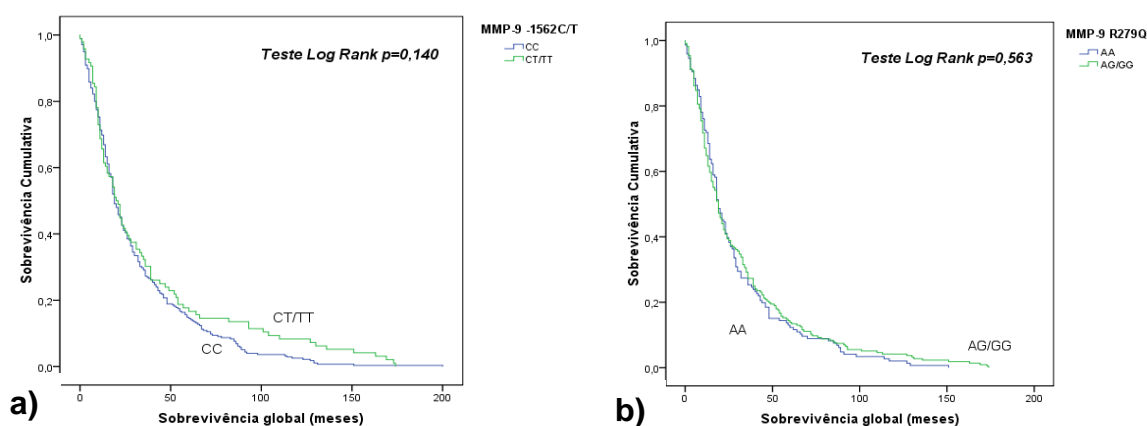 MMP-9 -1562C/T
CC
CT/TT
Teste Log Rank p=0,140
Sobrevivência Cumulativa
1,0
0,8
0,6
0,4
0,2
0,0
CT/TT
CC
0
50
100
150
200
Sobrevivência global (meses)
a)
MMP-9 R279Q
AA
AG/GG
Teste Log Rank p=0,563
Sobrevivência Cumulativa
1,0
0,8
0,6
0,4
0,2
0,0
AA
AG/GG
0
50
100
150
200
Sobrevivência global (meses)
b)